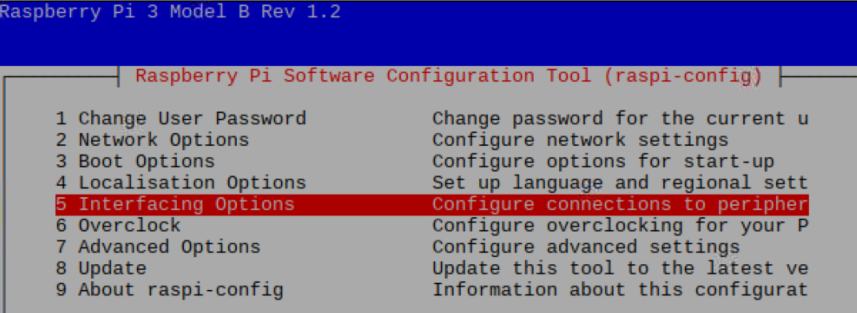 Raspberry Pi 3 Model B Rev 1.2
Raspberry Pi Software Configuration Tool (raspi-config)
1 Change User Password Change password for the current u
2 Network Options Configure network settings
3 Boot Options Configure options for start-up
4 Localisation Options Set up language and regional sett
5 Interfacing Options Configure connections to peripher
6 Overclock Configure overclocking for your P
7 Advanced Options Configure advanced settings
8 Update Update this tool to the latest ve
9 About raspi-config Information about this configurat